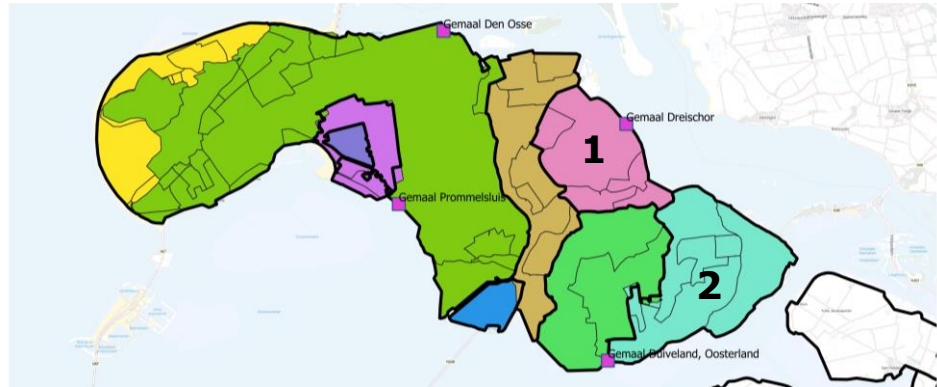 Gemaal Den Osse
Gemaal Dreischor
1
Gemaal Prommelsluis
2
Gemaal Duiveland, Oosterland